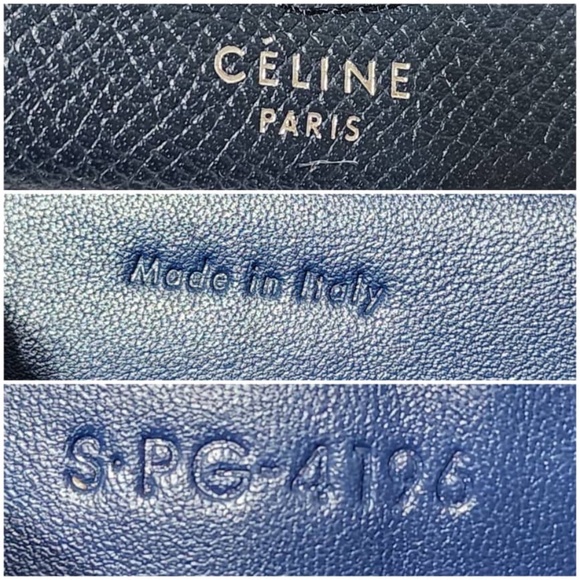 CÉLINE
PARIS
Made in Italy
S·PG-4196